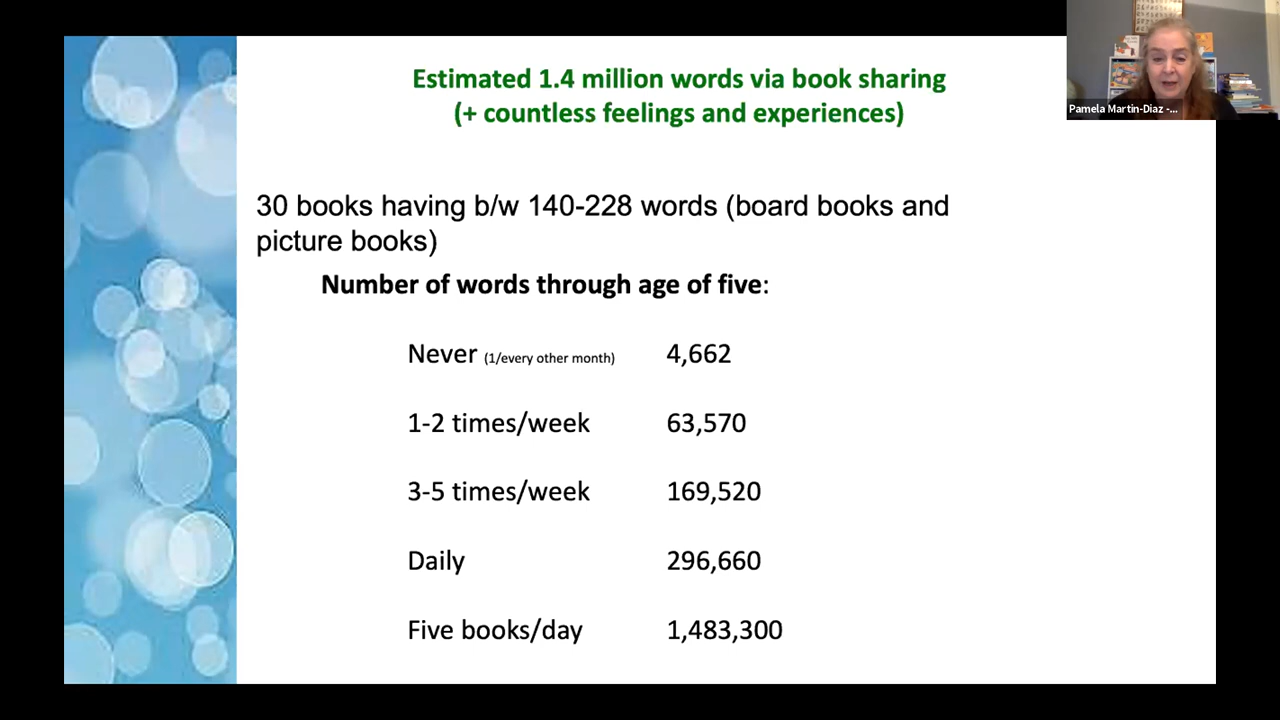 Estimated 1.4 million words via book sharing
(+ countless feelings and experiences)
Pamela Martin-Diaz -...
30 books having b/w 140-228 words (board books and
picture books)
Number of words through age of five:
Never (1/every other month) 4,662
1-2 times/week 63,570
3-5 times/week 169,520
Daily 296,660
Five books/day 1,483,300